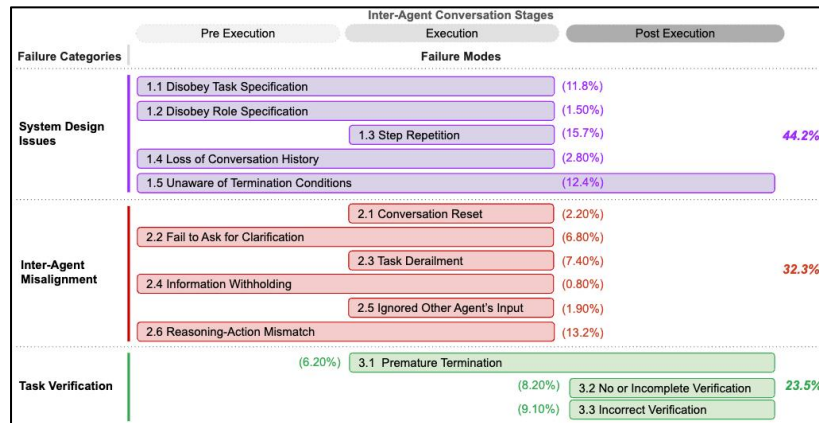 Inter-Agent Conversation Stages
Pre Execution Execution Post Execution
Failure Categories Failure Modes
System Design Issues
1.1 Disobey Task Specification (11.8%)
1.2 Disobey Role Specification (1.50%)
1.3 Step Repetition (15.7%)
44.2%
1.4 Loss of Conversation History (2.80%)
1.5 Unaware of Termination Conditions (12.4%)
Inter-Agent Misalignment
2.1 Conversation Reset (2.20%)
2.2 Fail to Ask for Clarification (6.80%)
2.3 Task Derailment (7.40%)
32.3%
2.4 Information Withholding (0.80%)
2.5 Ignored Other Agent's Input (1.90%)
2.6 Reasoning-Action Mismatch (13.2%)
Task Verification
(6.20%) 3.1 Premature Termination
(8.20%) 3.2 No or Incomplete Verification 23.5%
(9.10%) 3.3 Incorrect Verification